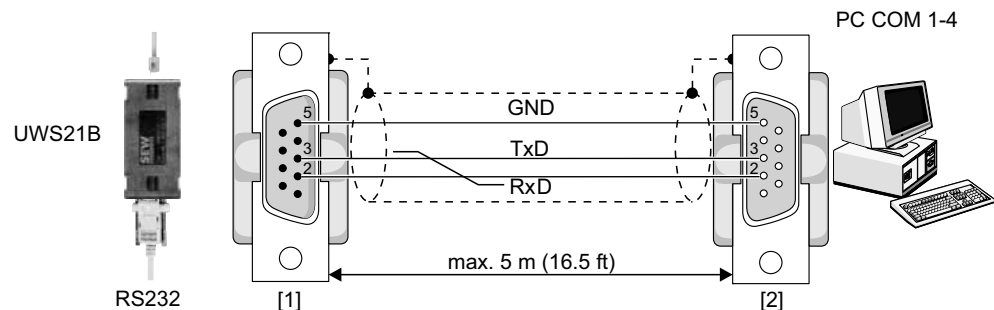 PC COM 1-4
UWS21B
5
GND
5
3
TxD
3
2
RxD
2
max. 5 m (16.5 ft)
RS232
[1]
[2]